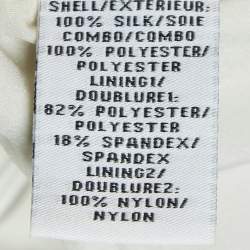 SHELL/EXTERIEUR:
100% SILK/SOIE
COMBO/COMBO
100% POLYESTER/
POLYESTER
LINING1/
DOUBLURE1:
82% POLYESTER/
POLYESTER
18% SPANDEX/
SPANDEX
LINING2/
DOUBLURE2:
100% NYLON/
NYLON